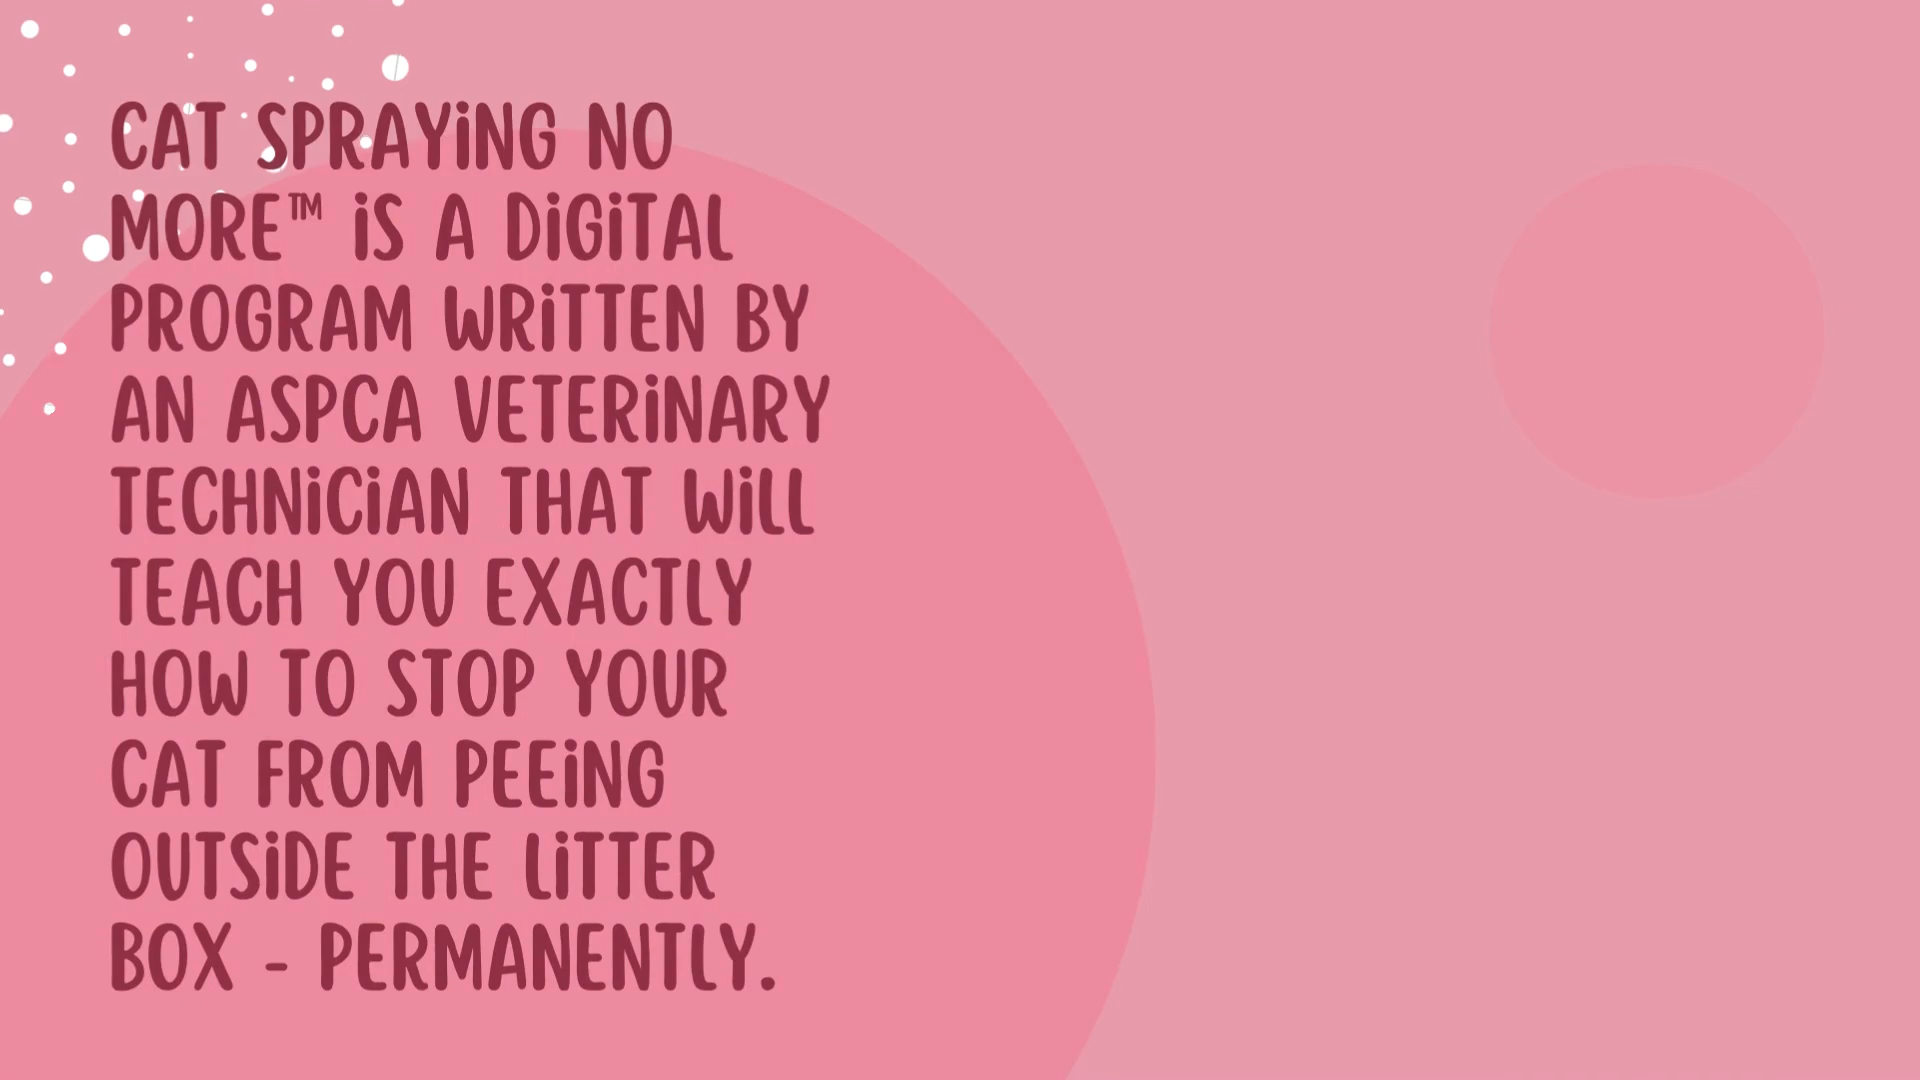 CAT SPRAYING NO
MORE™ IS A DIGITAL
PROGRAM WRITTEN BY
AN ASPCA VETERINARY
TECHNICIAN THAT WILL
TEACH YOU EXACTLY
HOW TO STOP YOUR
CAT FROM PEEING
OUTSIDE THE LITTER
BOX - PERMANENTLY.